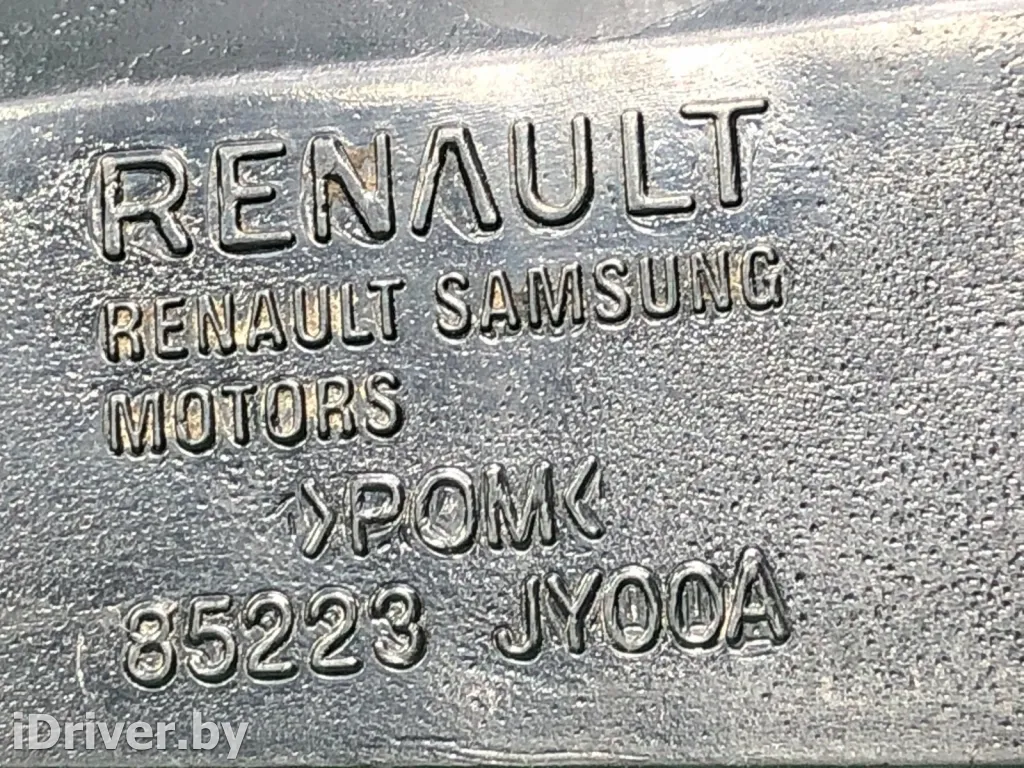 RENAULT
RENAULT SAMSUNG
MOTORS
>POM<
85223 JY00A
iDriver.by